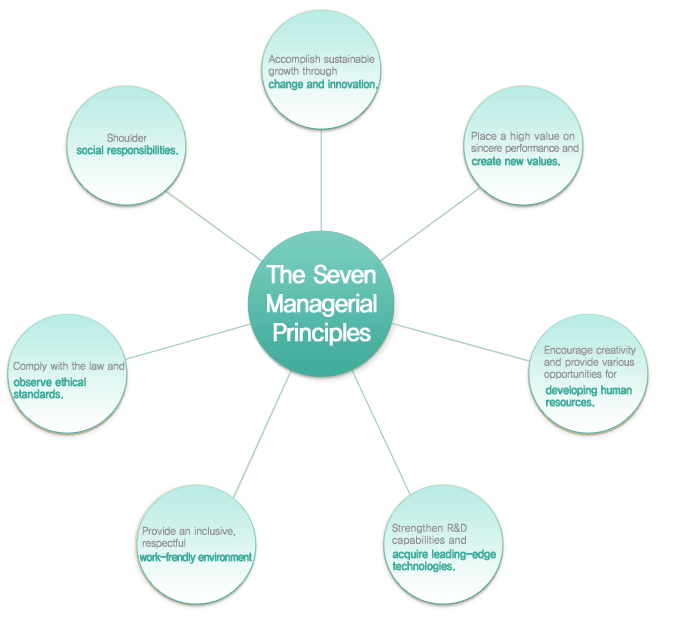 Accomplish sustainable
growth through
change and innovation.
Shoulder
social responsibilities.
Place a high value on
sincere performance and
create new values.
The Seven
Managerial
Principles
Comply with the law and
observe ethical
standards.
Encourage creativity
and provide various
opportunities for
developing human
resources.
Provide an inclusive,
respectful
work-frendly environment
Strengthen R&D
capabilities and
acquire leading-edge
technologies.